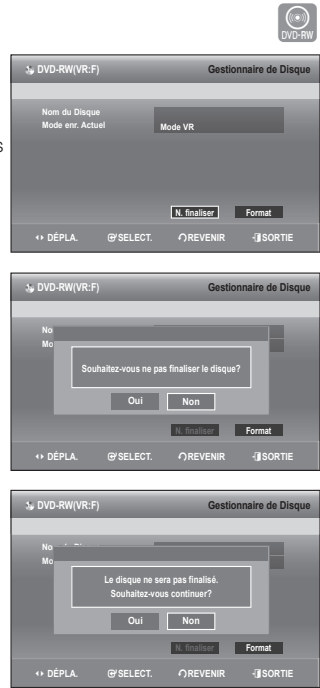 DVD-RW
DVD-RW(VR:F) Gestionnaire de Disque
Nom du Disque
Mode enr. Actuel Mode VR
s
N. finaliser Format
DÉPLA. SELECT. REVENIR SORTIE
DVD-RW(VR:F) Gestionnaire de Disque
No
Mo
Souhaitez-vous ne pas finaliser le disque?
Oui Non
N. finaliser Format
DÉPLA. SELECT. REVENIR SORTIE
DVD-RW(VR:F) Gestionnaire de Disque
Mo
Le disque ne sera pas finalisé.
Souhaitez-vous continuer?
Oui Non
N. finaliser Format
DÉPLA. SELECT. REVENIR SORTIE